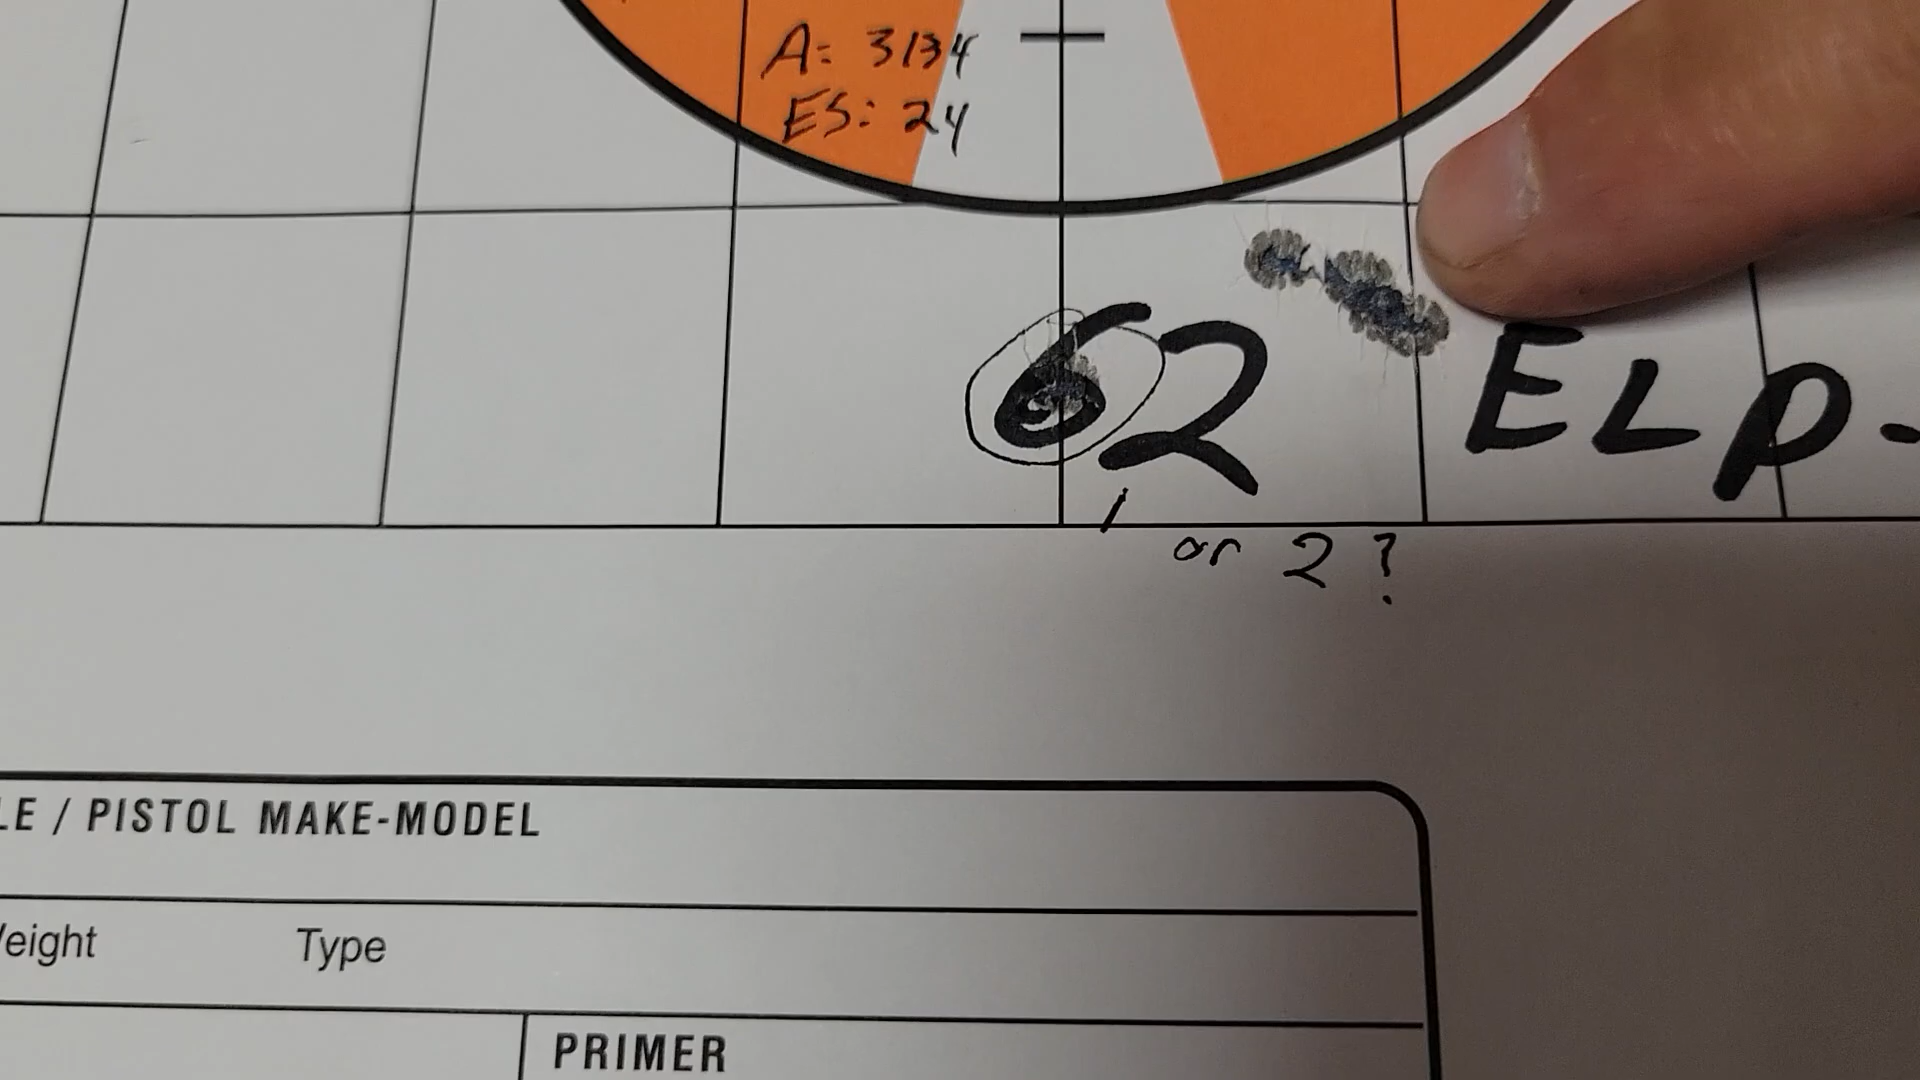 A: 3134
ES: 24
62 ELD-
1 or 2?
LE / PISTOL MAKE-MODEL
Weight Type
PRIMER